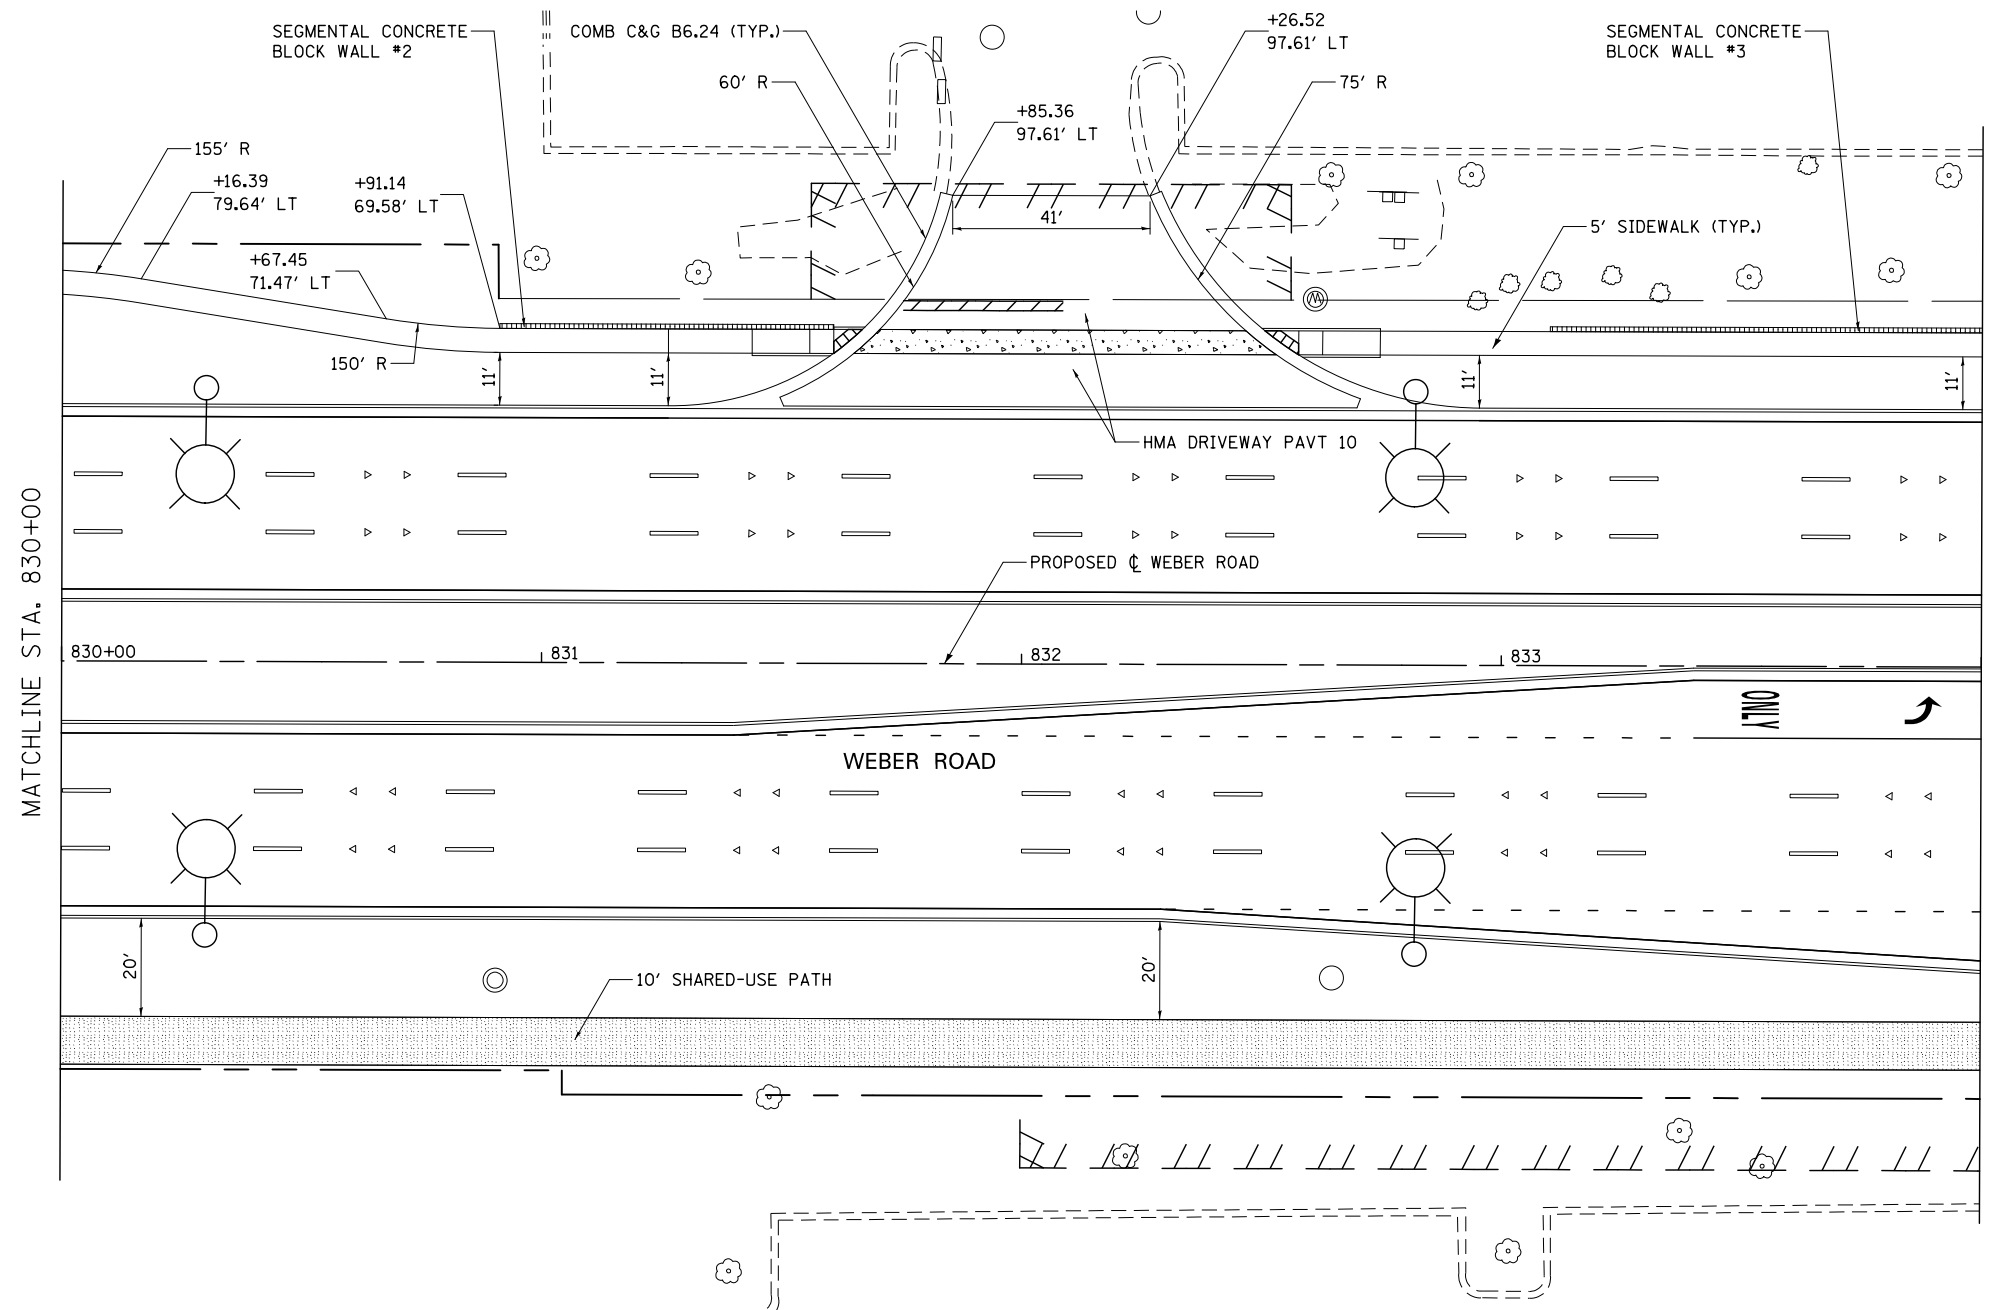 SEGMENTAL CONCRETE
BLOCK WALL #2
COMB C&G B6.24 (TYP.)
60' R
+26.52
97.61' LT
75' R
SEGMENTAL CONCRETE
BLOCK WALL #3
+85.36
97.61' LT
155' R
+16.39
79.64' LT
+91.14
69.58' LT
+67.45
71.47' LT
150' R
41'
5' SIDEWALK (TYP.)
11'
11'
11'
11'
HMA DRIVEWAY PAVT 10
PROPOSED ℄ WEBER ROAD
MATCHLINE STA. 830+00
830+00
831
832
833
ONLY
WEBER ROAD
20'
20'
10' SHARED-USE PATH